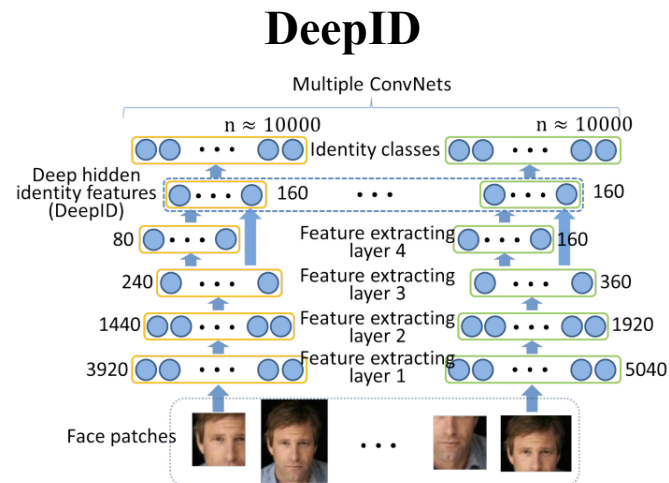 DeepID
Multiple ConvNets
n ≈ 10000
n ≈ 10000
Identity classes
Deep hidden
identity features
(DeepID)
160
• • •
160
80
Feature extracting
layer 4
160
240
Feature extracting
layer 3
360
1440
Feature extracting
layer 2
1920
3920
Feature extracting
layer 1
5040
Face patches
• • •